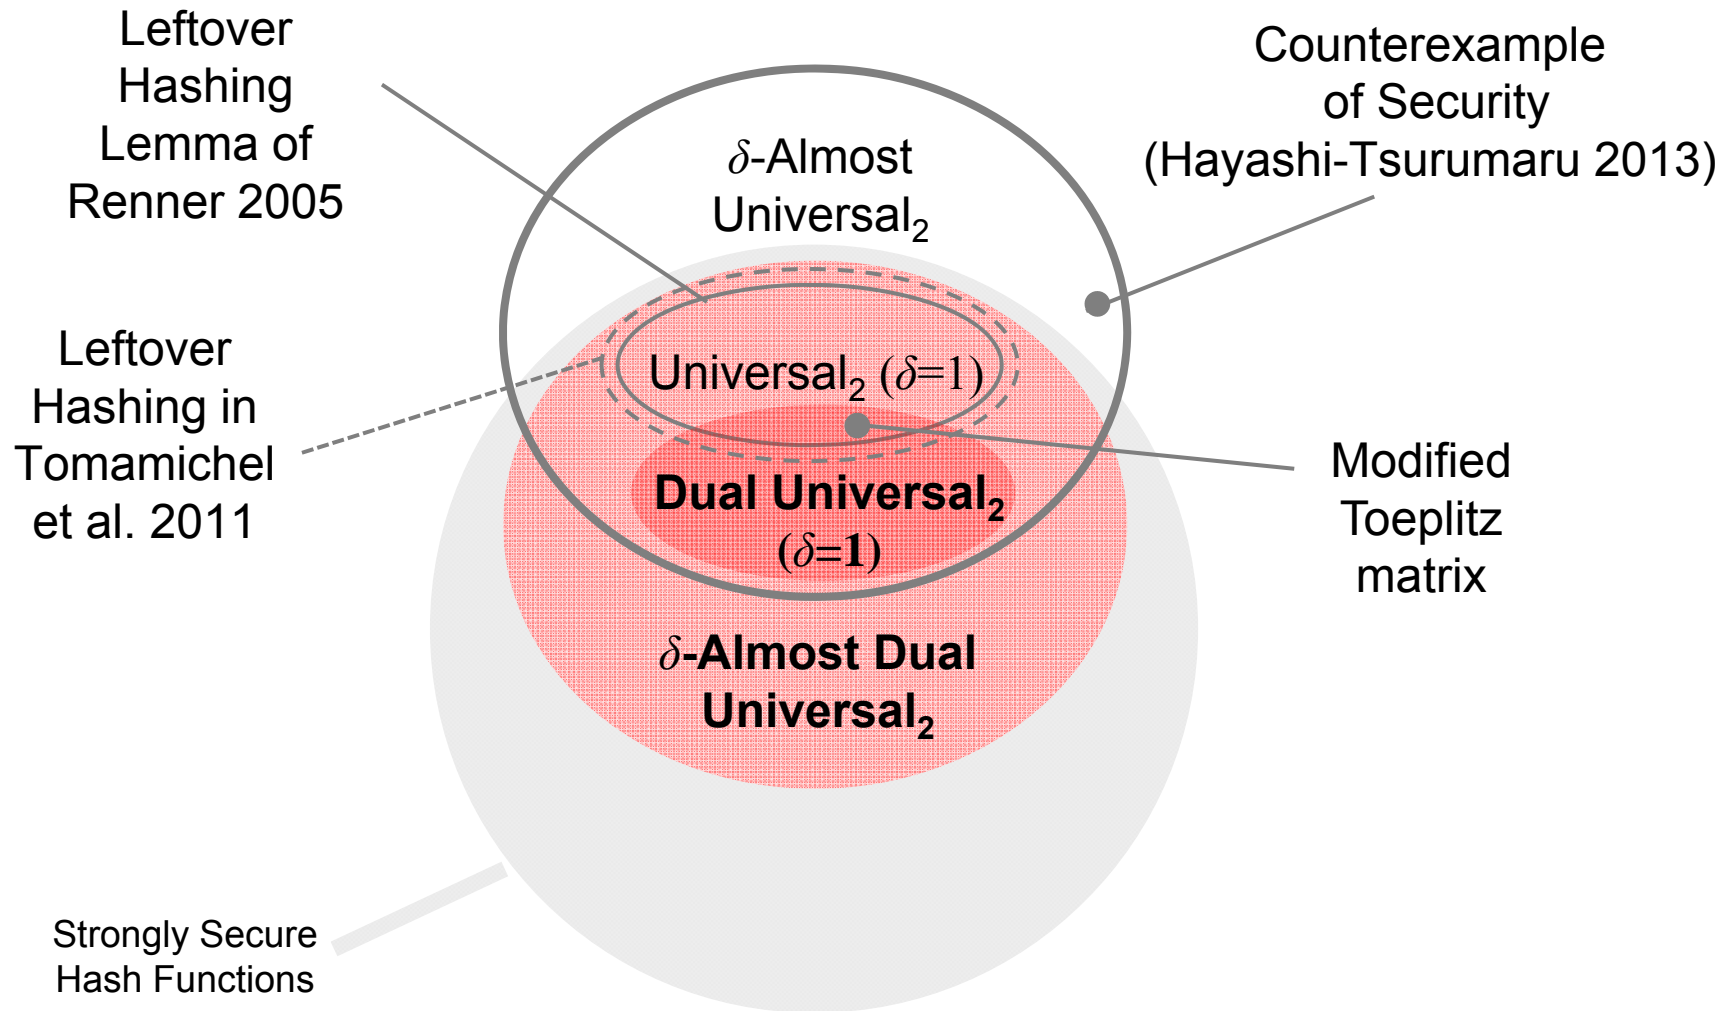 Leftover
Hashing
Lemma of
Renner 2005
Counterexample
of Security
(Hayashi-Tsurumaru 2013)
δ-Almost
Universal₂
Leftover
Hashing in
Tomamichel
et al. 2011
Universal₂ (δ=1)
Modified
Toeplitz
matrix
Dual Universal₂
(δ=1)
δ-Almost Dual
Universal₂
Strongly Secure
Hash Functions